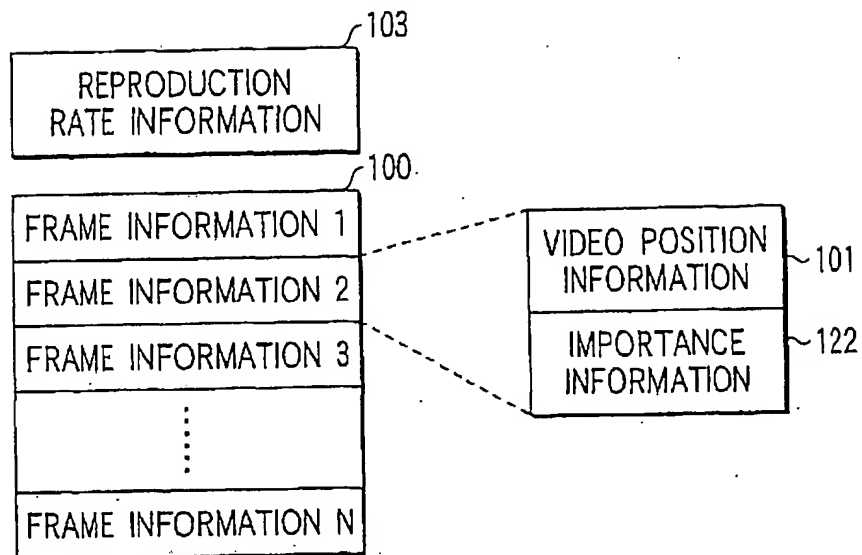 103
REPRODUCTION
RATE INFORMATION
100
FRAME INFORMATION 1
FRAME INFORMATION 2
FRAME INFORMATION 3
FRAME INFORMATION N
VIDEO POSITION
INFORMATION
101
IMPORTANCE
INFORMATION
122